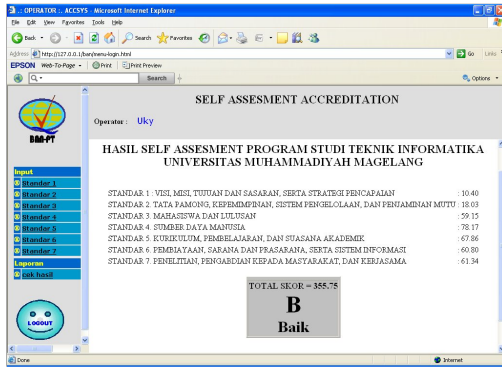 .: OPERATOR :. ACCSYS - Microsoft Internet Explorer
File Edit View Favorites Tools Help
Back Search Favorites
Address http://127.0.0.1/ban/menu-login.html Go Links
EPSON Web-To-Page Print Print Preview
Q Search Options
SELF ASSESMENT ACCREDITATION
Operator : Uky
BAN-PT
HASIL SELF ASSESMENT PROGRAM STUDI TEKNIK INFORMATIKA
UNIVERSITAS MUHAMMADIYAH MAGELANG
Input
Standar 1
Standar 2
Standar 3
Standar 4
Standar 5
Standar 6
Standar 7
Laporan
cek hasil
LOGOUT
STANDAR 1 : VISI, MISI, TUJUAN DAN SASARAN, SERTA STRATEGI PENCAPAIAN : 10.40
STANDAR 2. TATA PAMONG, KEPEMIMPINAN, SISTEM PENGELOLAAN, DAN PENJAMINAN MUTU : 18.03
STANDAR 3. MAHASISWA DAN LULUSAN : 59.15
STANDAR 4. SUMBER DAYA MANUSIA : 78.17
STANDAR 5. KURIKULUM, PEMBELAJARAN, DAN SUASANA AKADEMIK : 67.86
STANDAR 6. PEMBIAYAAN, SARANA DAN PRASARANA, SERTA SISTEM INFORMASI : 60.80
STANDAR 7. PENELITIAN, PENGABDIAN KEPADA MASYARAKAT, DAN KERJASAMA : 61.34
TOTAL SKOR = 355.75
B
Baik
Done Internet